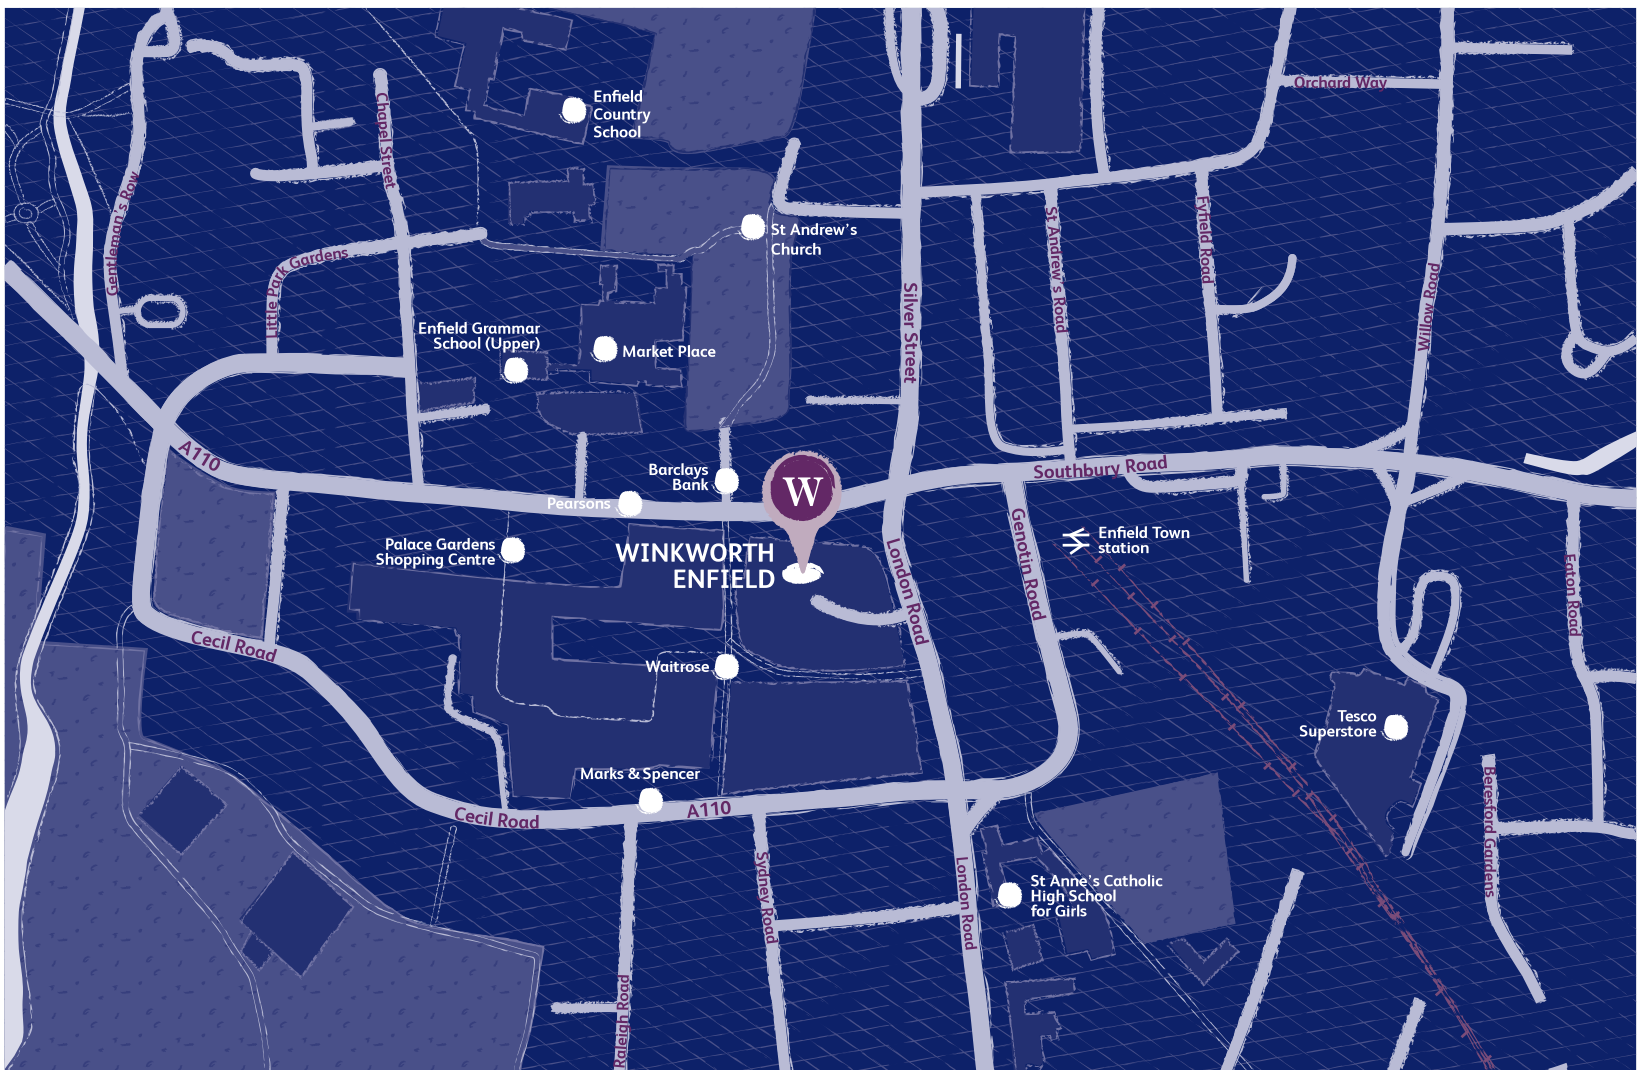 Orchard Way
Enfield
Country
School
Chapel Street
Gentleman's Row
St Andrew's
Church
Fyfield Road
St Andrew's Road
Little Park Gardens
Silver Street
Willow Road
Enfield Grammar
School (Upper)
Market Place
A110
Southbury Road
Barclays
Bank
W
Pearsons
Palace Gardens
Shopping Centre
WINKWORTH
ENFIELD
London Road
Genotin Road
Enfield Town
station
Eaton Road
Cecil Road
Waitrose
Tesco
Superstore
Marks & Spencer
Cecil Road
A110
Beresford Gardens
Sydney Road
London Road
St Anne's Catholic
High School
for Girls
Raleigh Road